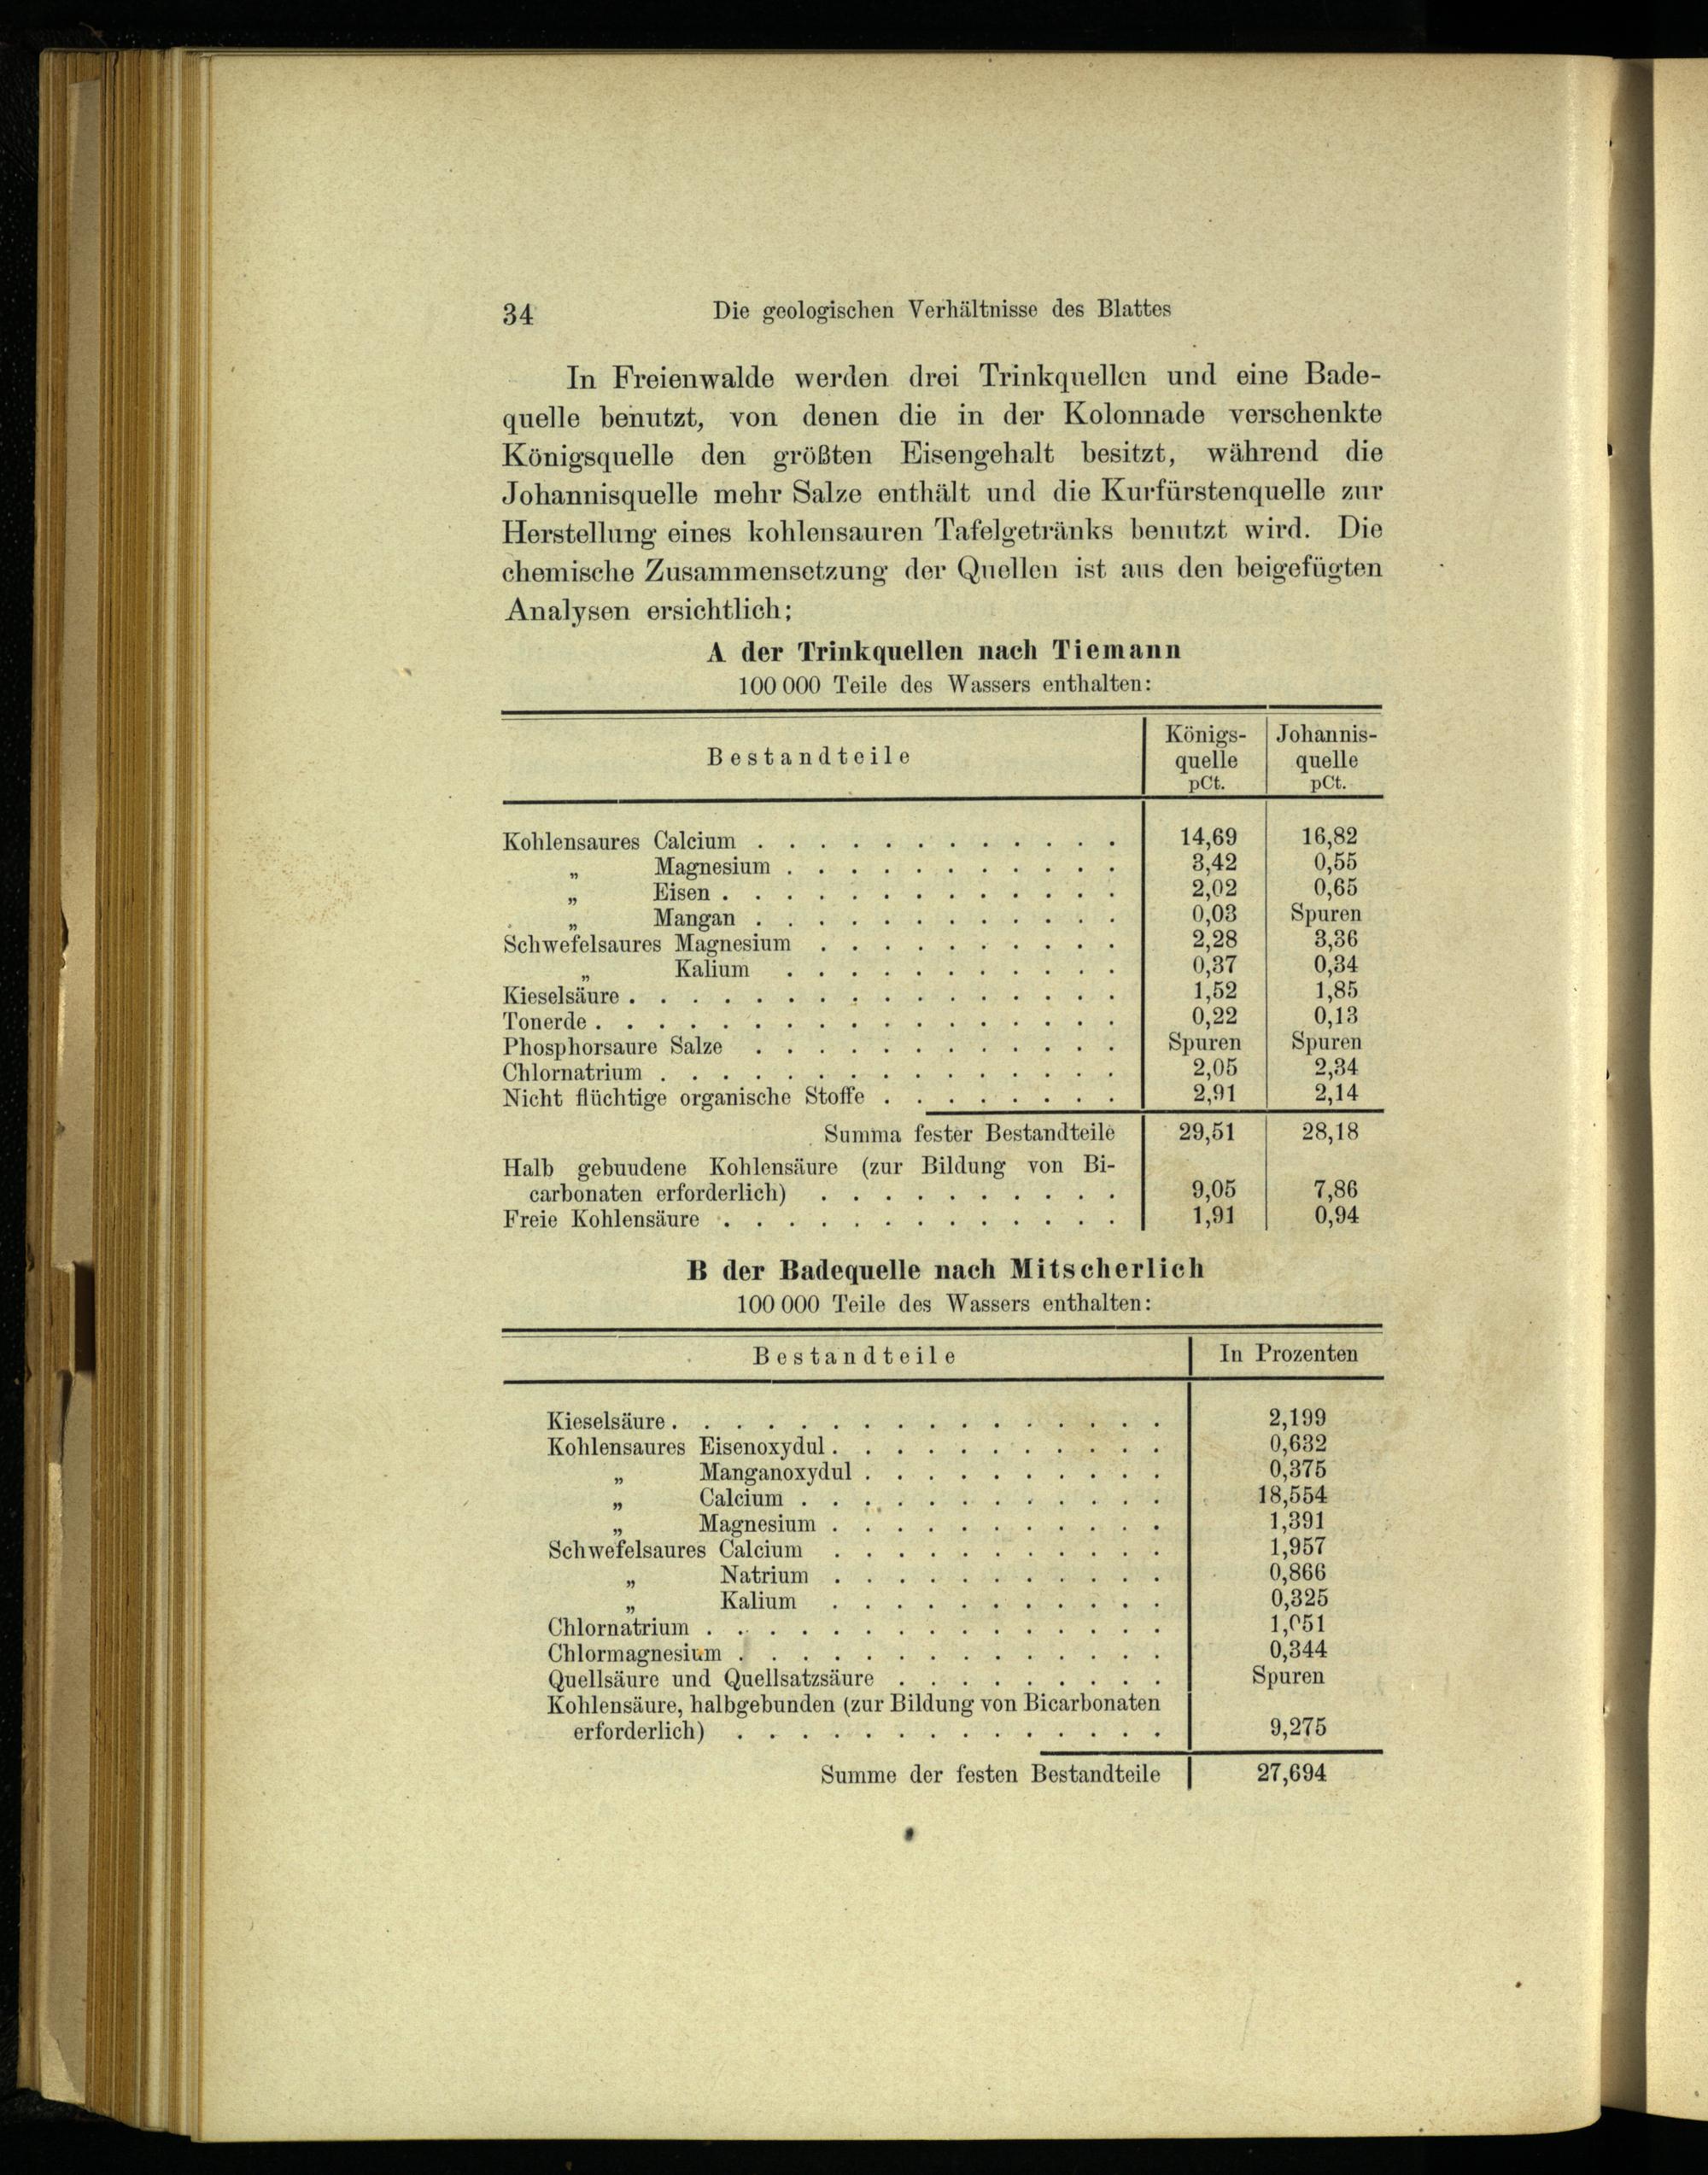 34
Die geologischen Verhältnisse des Blattes
In Freienwalde werden drei Trinkquellen und eine Bade-
quelle benutzt, von denen die in der Kolonnade verschenkte
Königsquelle den größten Eisengehalt besitzt, während die
Johannisquelle mehr Salze enthält und die Kurfürstenquelle zur
Herstellung eines kohlensauren Tafelgetränks benutzt wird. Die
chemische Zusammensetzung der Quellen ist aus den beigefügten
Analysen ersichtlich;
A der Trinkquellen nach Tiemann
100 000 Teile des Wassers enthalten:
Bestandteile | Königs-quelle pCt. | Johannis-quelle pCt.
Kohlensaures Calcium . . . . . . . . . . . . 14,69 16,82
„ Magnesium . . . . . . . . . . . 3,42 0,55
„ Eisen . . . . . . . . . . . . . 2,02 0,65
„ Mangan . . . . . . . . . . . . 0,03 Spuren
Schwefelsaures Magnesium . . . . . . . . . . 2,28 3,36
„ Kalium . . . . . . . . . . . 0,37 0,34
Kieselsäure . . . . . . . . . . . . . . . . 1,52 1,85
Tonerde . . . . . . . . . . . . . . . . . 0,22 0,13
Phosphorsaure Salze . . . . . . . . . . . . Spuren Spuren
Chlornatrium . . . . . . . . . . . . . . . 2,05 2,34
Nicht flüchtige organische Stoffe . . . . . . . . 2,91 2,14
Summa fester Bestandteile 29,51 28,18
Halb gebuudene Kohlensäure (zur Bildung von Bi-
carbonaten erforderlich) . . . . . . . . . . 9,05 7,86
Freie Kohlensäure . . . . . . . . . . . . . 1,91 0,94
B der Badequelle nach Mitscherlich
100 000 Teile des Wassers enthalten:
Bestandteile | In Prozenten
Kieselsäure . . . . . . . . . . . . . . . . 2,199
Kohlensaures Eisenoxydul . . . . . . . . . . . 0,632
„ Manganoxydul . . . . . . . . . . 0,375
„ Calcium . . . . . . . . . . . . 18,554
„ Magnesium . . . . . . . . . . . 1,391
Schwefelsaures Calcium . . . . . . . . . . . 1,957
„ Natrium . . . . . . . . . . . 0,866
„ Kalium . . . . . . . . . . . 0,325
Chlornatrium . . . . . . . . . . . . . . . 1,051
Chlormagnesium . . . . . . . . . . . . . . 0,344
Quellsäure und Quellsatzsäure . . . . . . . . . Spuren
Kohlensäure, halbgebunden (zur Bildung von Bicarbonaten
erforderlich) . . . . . . . . . . . . . . 9,275
Summe der festen Bestandteile 27,694